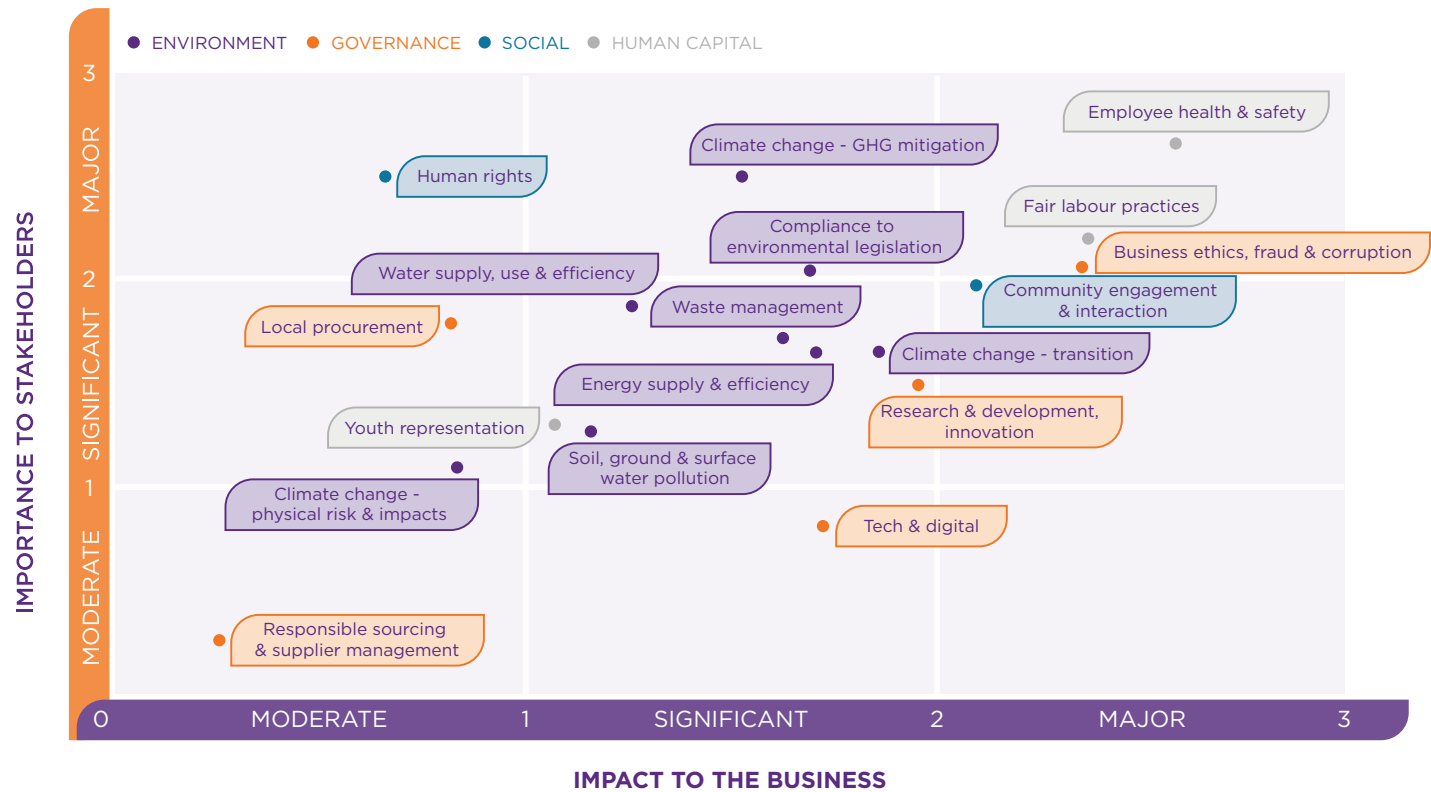 ENVIRONMENT
GOVERNANCE
SOCIAL
HUMAN CAPITAL
IMPORTANCE TO STAKEHOLDERS
3
MAJOR
2
SIGNIFICANT
1
MODERATE
Employee health & safety
Climate change - GHG mitigation
Human rights
Fair labour practices
Compliance to
environmental legislation
Business ethics, fraud & corruption
Water supply, use & efficiency
Community engagement
& interaction
Waste management
Local procurement
Climate change - transition
Energy supply & efficiency
Research & development,
innovation
Youth representation
Soil, ground & surface
water pollution
Climate change -
physical risk & impacts
Tech & digital
Responsible sourcing
& supplier management
0
MODERATE
1
SIGNIFICANT
2
MAJOR
3
IMPACT TO THE BUSINESS